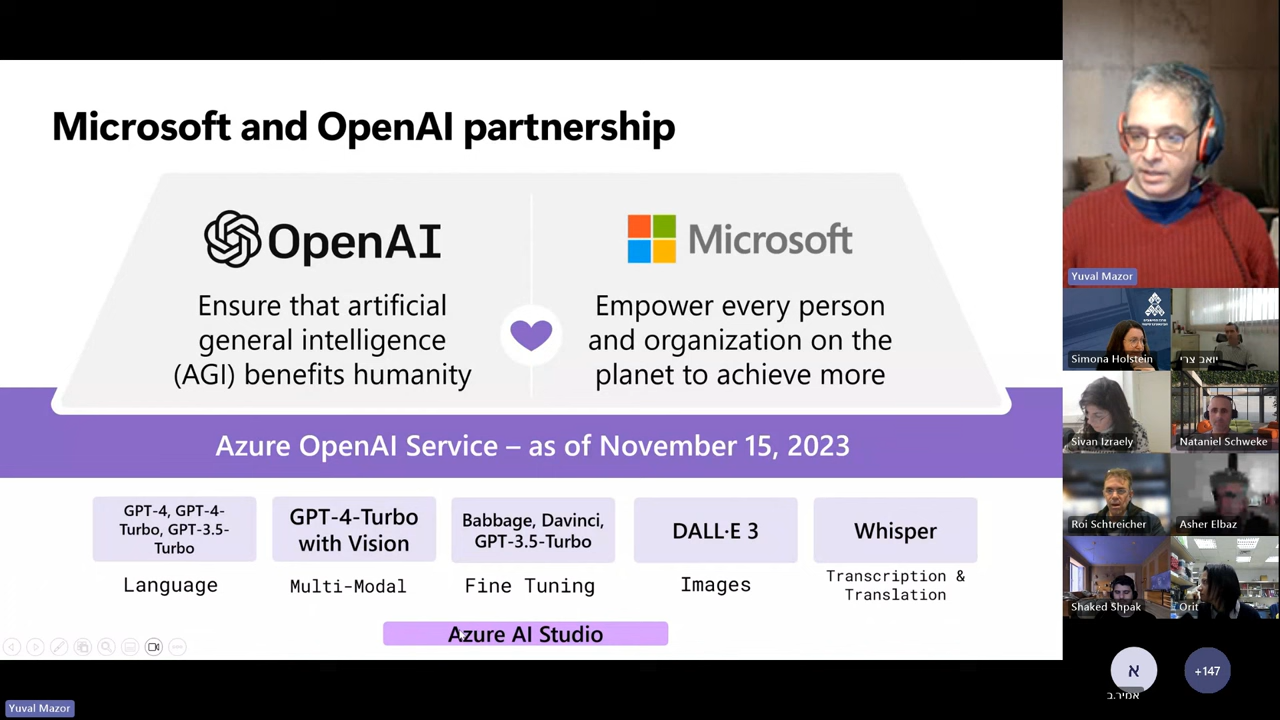 Microsoft and OpenAI partnership
OpenAI
Ensure that artificial
general intelligence
(AGI) benefits humanity
Microsoft
Empower every person
and organization on the
planet to achieve more
Azure OpenAI Service – as of November 15, 2023
GPT-4, GPT-4-
Turbo, GPT-3.5-
Turbo
Language
GPT-4-Turbo
with Vision
Multi-Modal
Babbage, Davinci,
GPT-3.5-Turbo
Fine Tuning
DALL·E 3
Images
Whisper
Transcription &
Translation
Azure AI Studio
Yuval Mazor
Yuval Mazor
Simona Holstein
יואב צרי
Sivan Izraely
Nataniel Schweke
Roi Schtreicher
Asher Elbaz
Shaked Shpak
Orit
א
אמיר.ב
+147